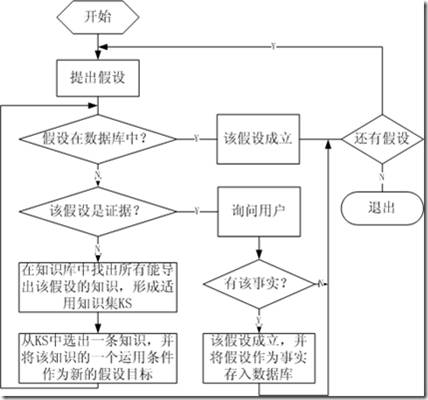 开始
Y
提出假设
假设在数据库中?
Y
该假设成立
还有假设
N
N
退出
该假设是证据?
Y
询问用户
N
在知识库中找出所有能导
出该假设的知识，形成适
用知识集KS
有该事实?
N
Y
从KS中选出一条知识，并
将该知识的一个运用条件
作为新的假设目标
该假设成立，并
将假设作为事实
存入数据库